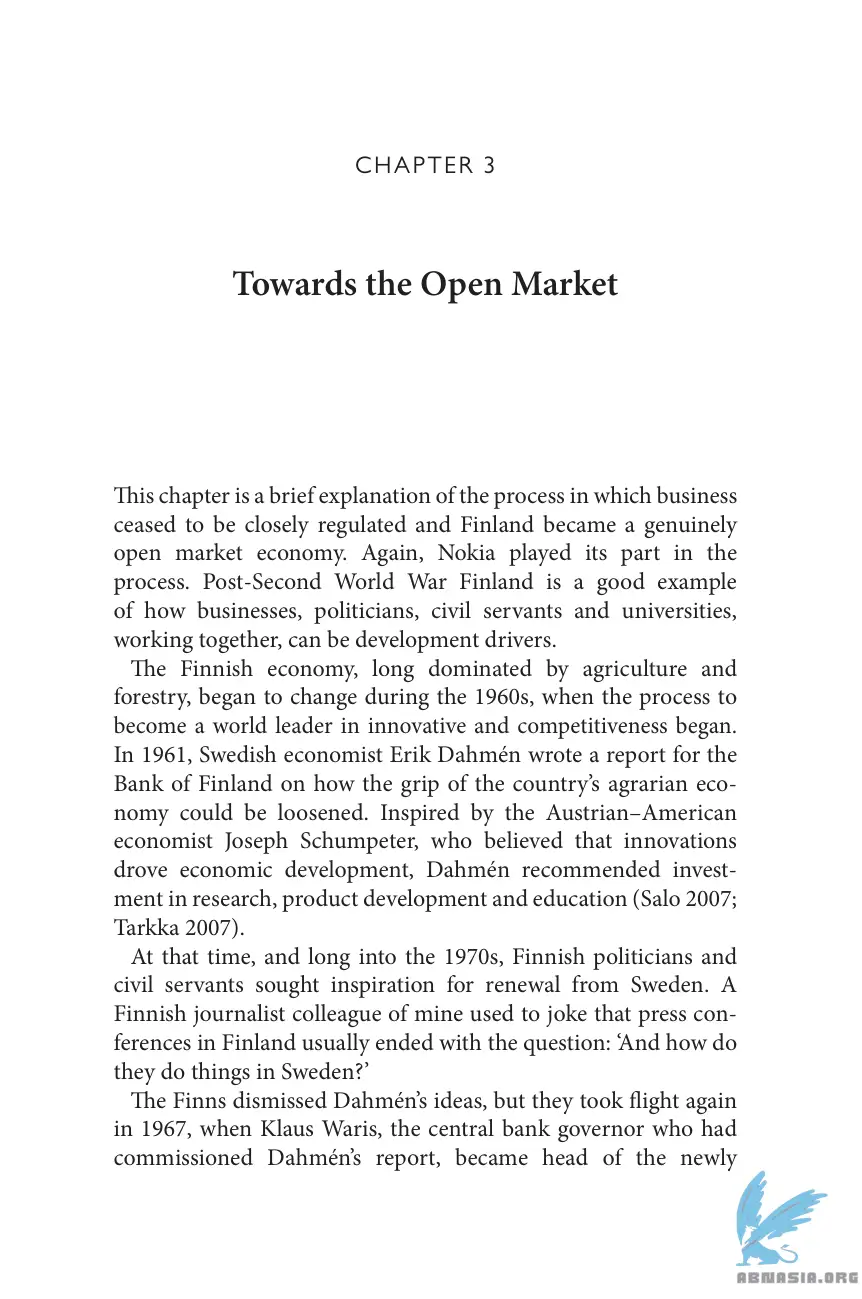 CHAPTER 3
Towards the Open Market
This chapter is a brief explanation of the process in which business
ceased to be closely regulated and Finland became a genuinely
open market economy. Again, Nokia played its part in the
process. Post-Second World War Finland is a good example
of how businesses, politicians, civil servants and universities,
working together, can be development drivers.
The Finnish economy, long dominated by agriculture and
forestry, began to change during the 1960s, when the process to
become a world leader in innovative and competitiveness began.
In 1961, Swedish economist Erik Dahmén wrote a report for the
Bank of Finland on how the grip of the country’s agrarian eco-
nomy could be loosened. Inspired by the Austrian–American
economist Joseph Schumpeter, who believed that innovations
drove economic development, Dahmén recommended invest-
ment in research, product development and education (Salo 2007;
Tarkka 2007).
At that time, and long into the 1970s, Finnish politicians and
civil servants sought inspiration for renewal from Sweden. A
Finnish journalist colleague of mine used to joke that press con-
ferences in Finland usually ended with the question: ‘And how do
they do things in Sweden?’
The Finns dismissed Dahmén’s ideas, but they took flight again
in 1967, when Klaus Waris, the central bank governor who had
commissioned Dahmén’s report, became head of the newly
ABNASIA.ORG